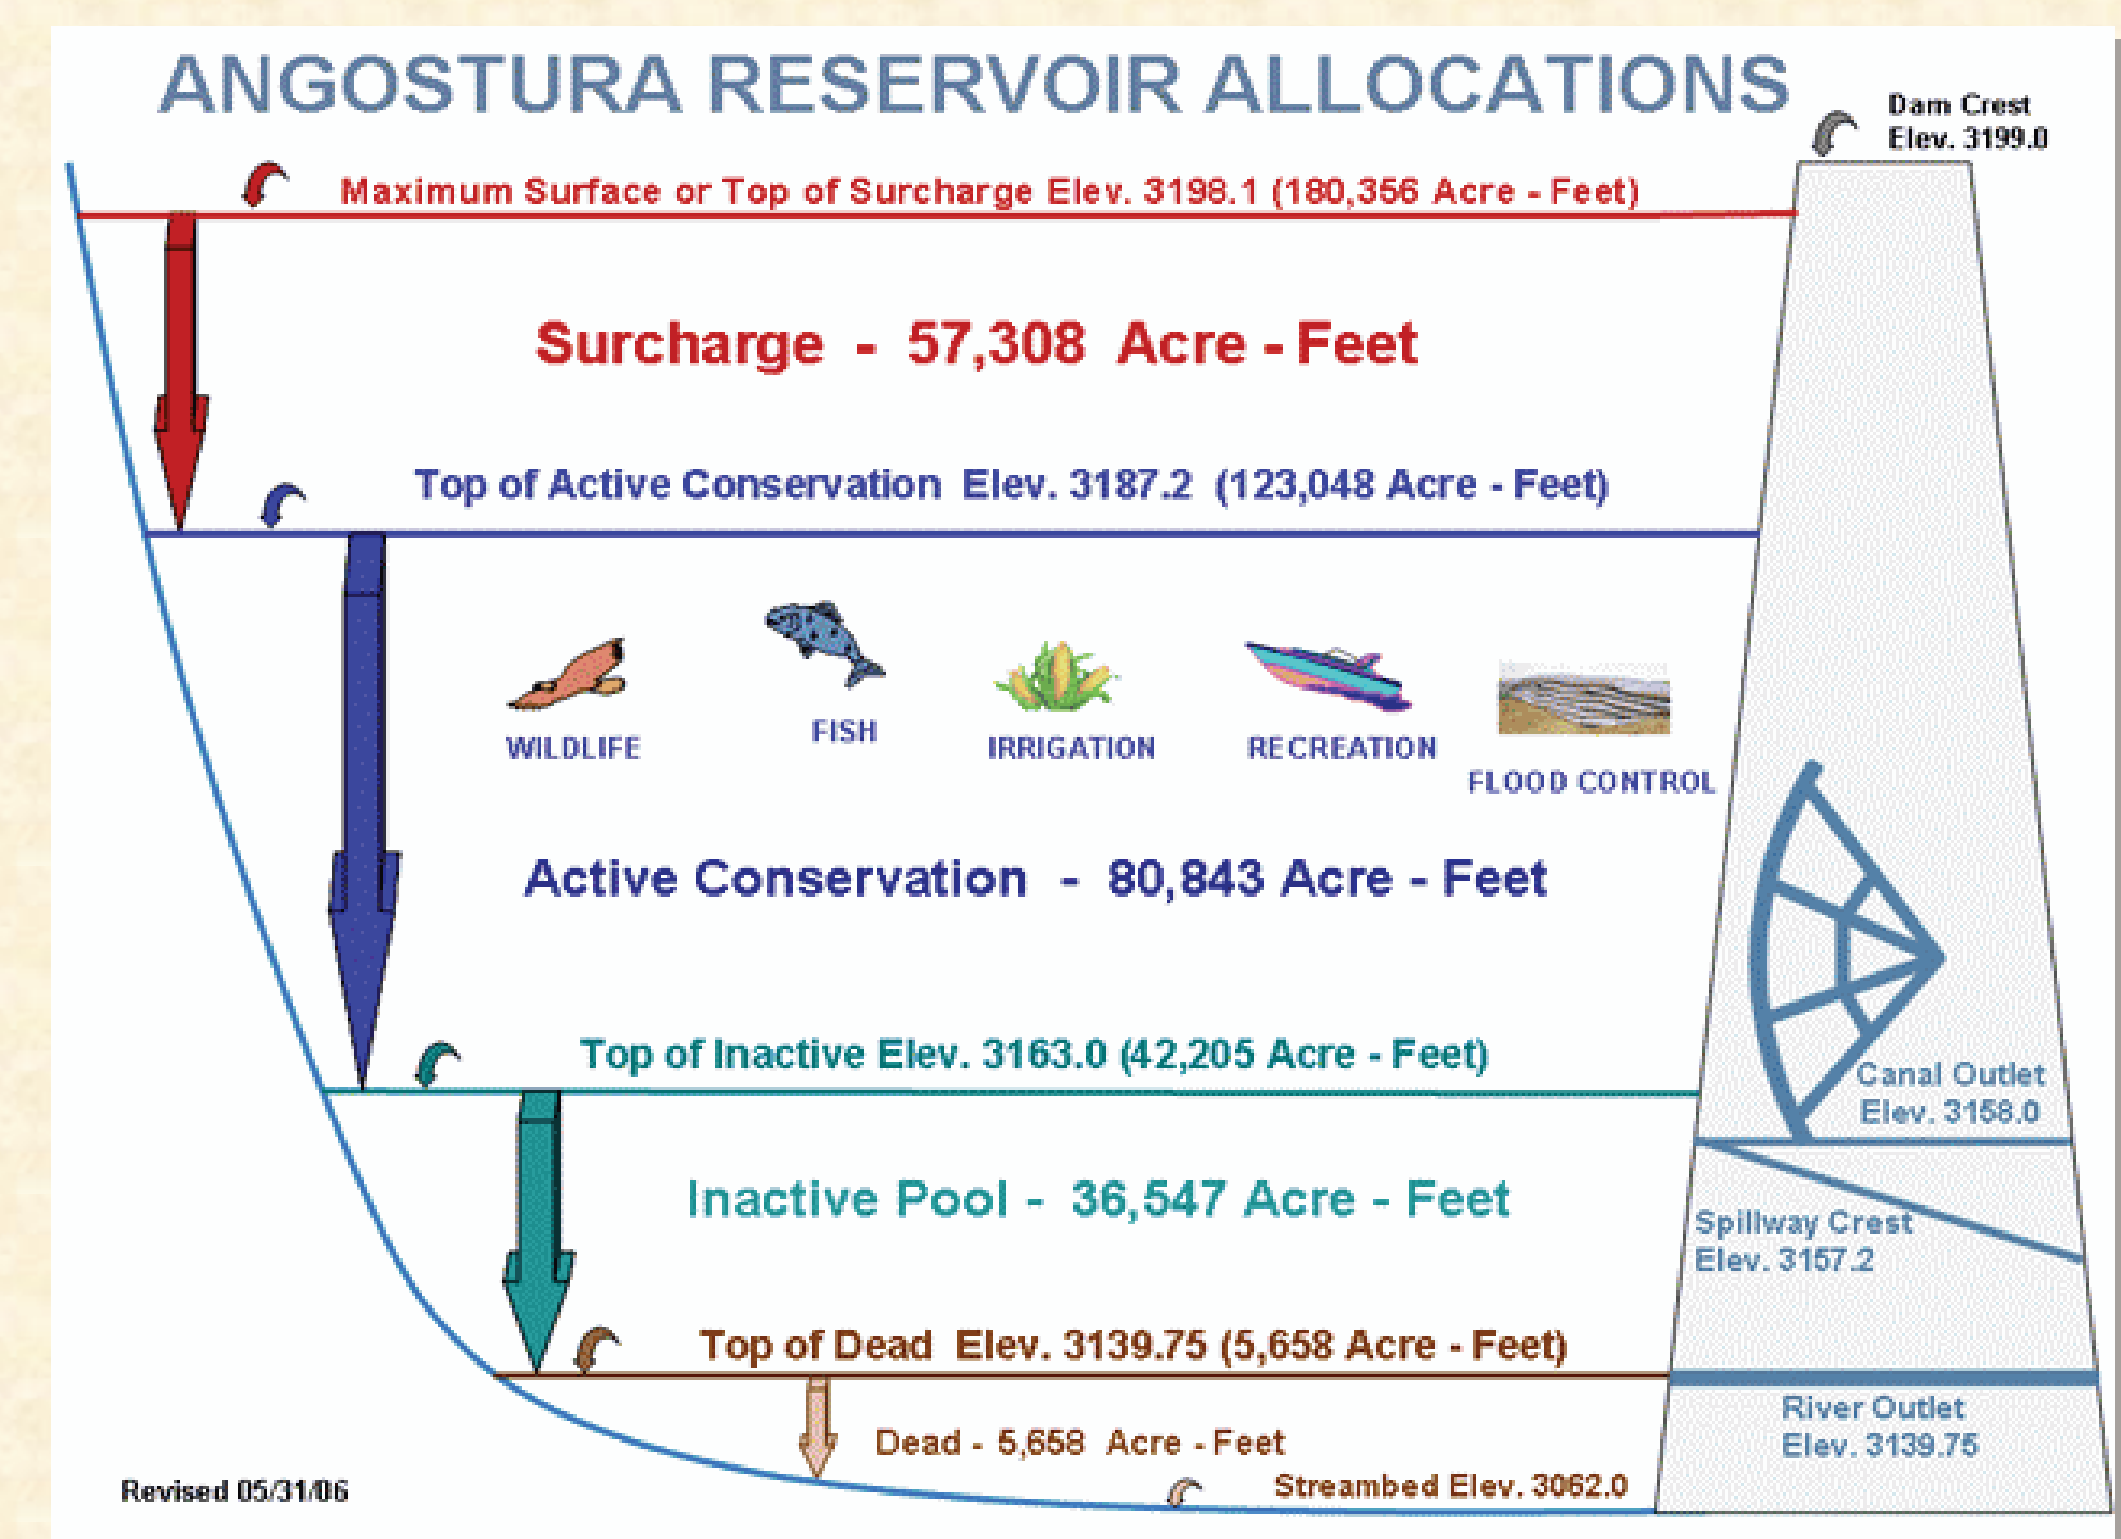 ANGOSTURA RESERVOIR ALLOCATIONS
Dam Crest
Elev. 3199.0
Maximum Surface or Top of Surcharge Elev. 3198.1 (180,356 Acre - Feet)
Surcharge - 57,308 Acre - Feet
Top of Active Conservation Elev. 3187.2 (123,048 Acre - Feet)
WILDLIFE
FISH
IRRIGATION
RECREATION
FLOOD CONTROL
Active Conservation - 80,843 Acre - Feet
Top of Inactive Elev. 3163.0 (42,205 Acre - Feet)
Canal Outlet
Elev. 3158.0
Inactive Pool - 36,547 Acre - Feet
Spillway Crest
Elev. 3157.2
Top of Dead Elev. 3139.75 (5,658 Acre - Feet)
River Outlet
Elev. 3139.75
Dead - 5,658 Acre - Feet
Streambed Elev. 3062.0
Revised 05/31/06